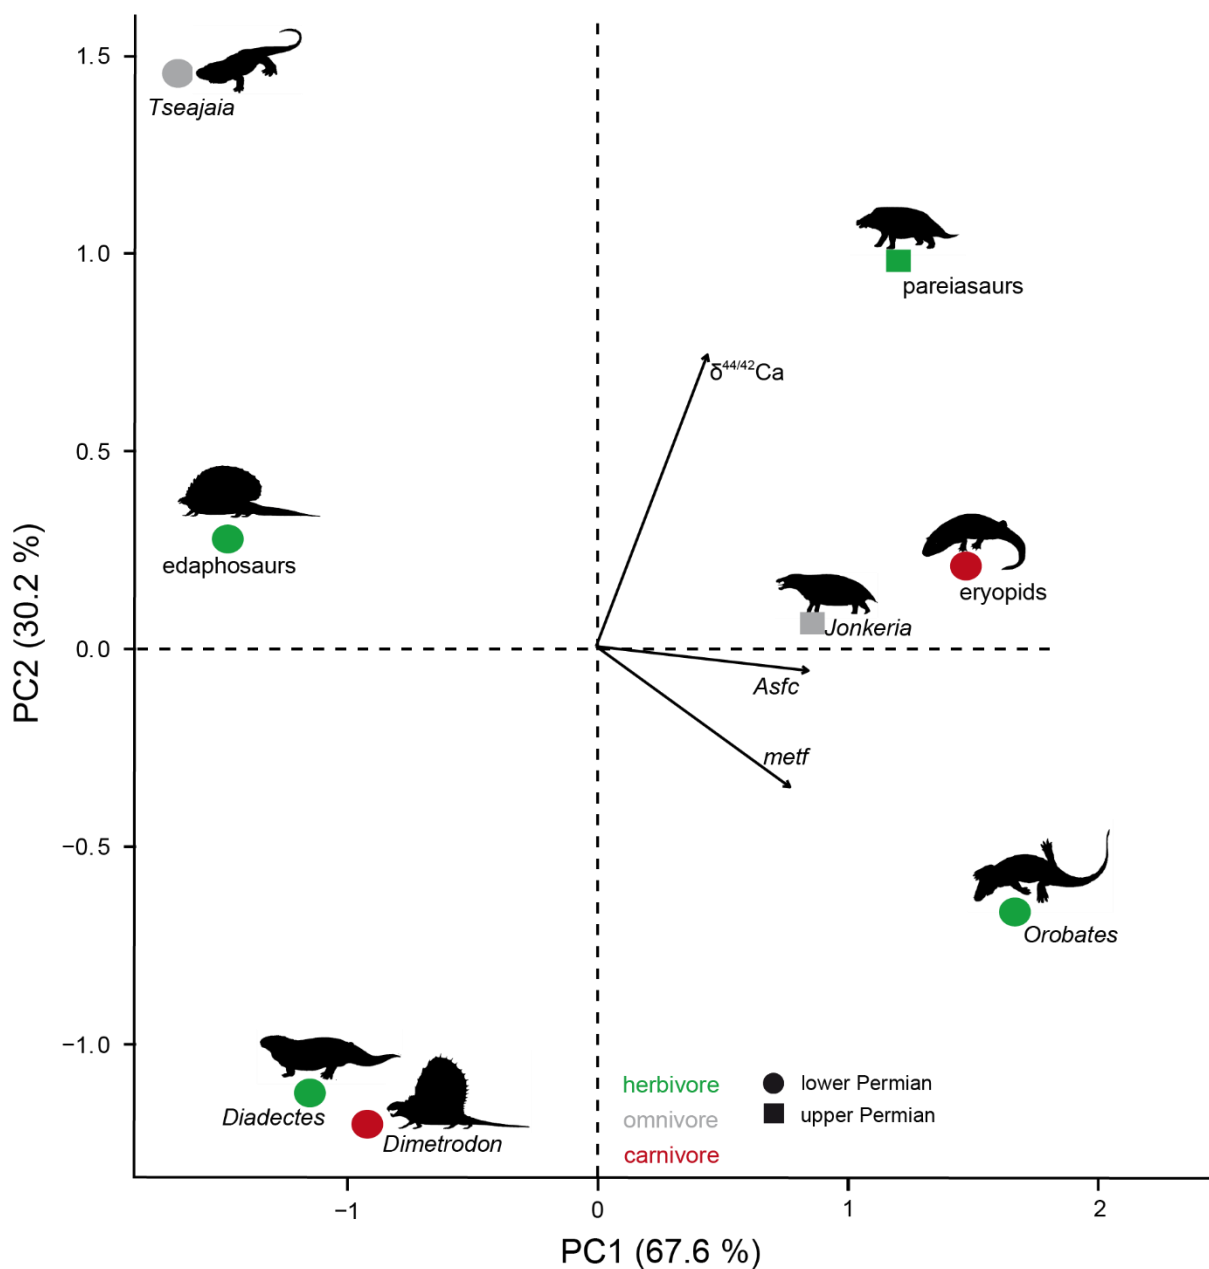 1.5
Tseajaia
1.0
pareiasaurs
δ44/42Ca
0.5
edaphosaurs
eryopids
Jonkeria
0.0
Asfc
metf
−0.5
Orobates
−1.0
herbivore
lower Permian
omnivore
upper Permian
carnivore
Diadectes
Dimetrodon
PC2 (30.2 %)
−1
0
1
2
PC1 (67.6 %)